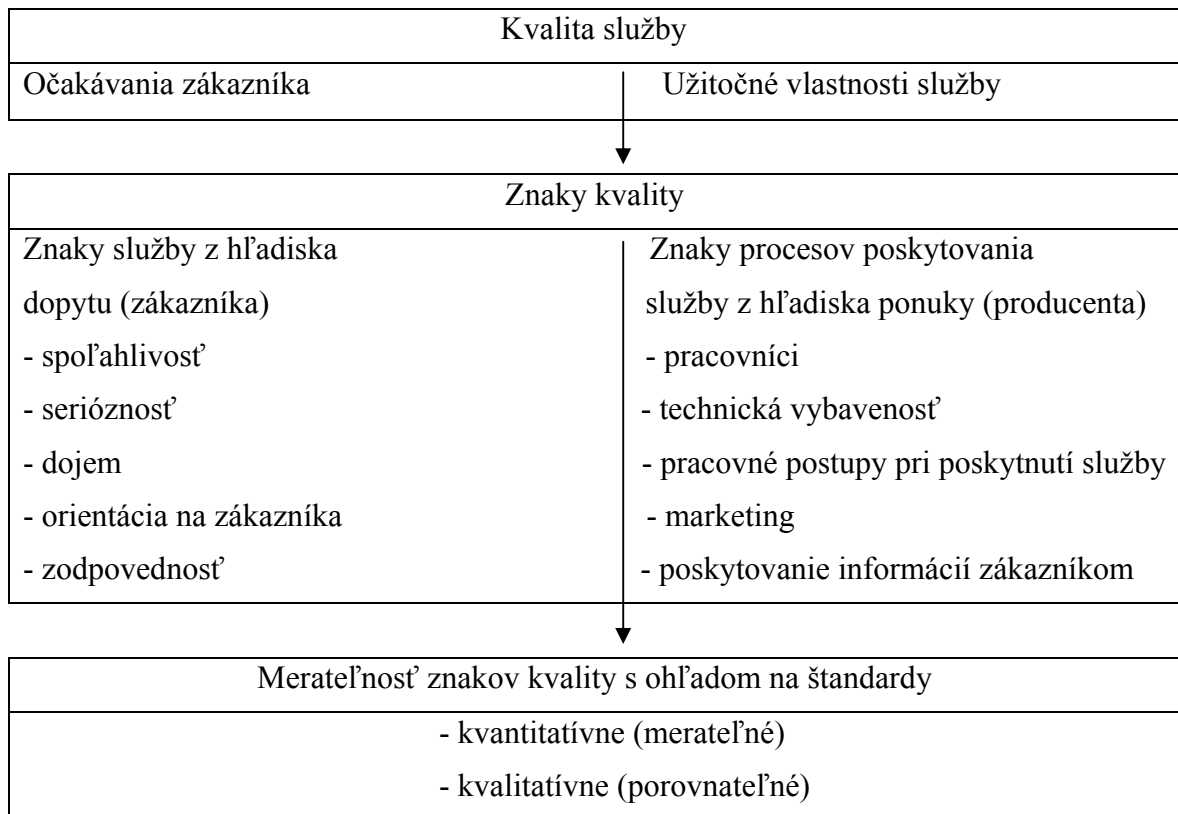 Kvalita služby
Očakávania zákazníka
Užitočné vlastnosti služby
Znaky kvality
Znaky služby z hľadiska
dopytu (zákazníka)
- spoľahlivosť
- serióznosť
- dojem
- orientácia na zákazníka
- zodpovednosť
Znaky procesov poskytovania
služby z hľadiska ponuky (producenta)
- pracovníci
- technická vybavenosť
- pracovné postupy pri poskytnutí služby
- marketing
- poskytovanie informácií zákazníkom
Merateľnosť znakov kvality s ohľadom na štandardy
- kvantitatívne (merateľné)
- kvalitatívne (porovnateľné)